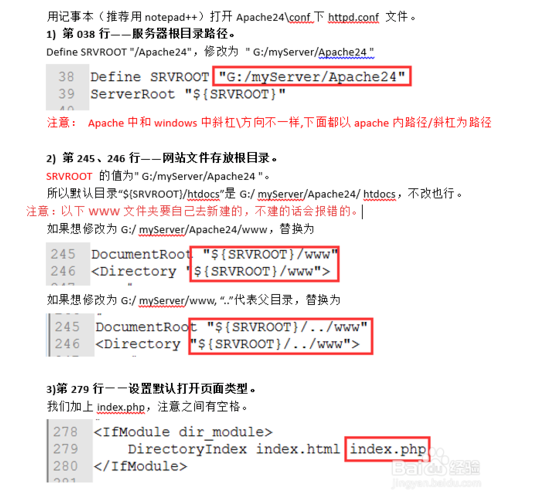 用记事本（推荐用 notepad++）打开 Apache24\conf 下 httpd.conf 文件。
1) 第 038 行——服务器根目录路径。
Define SRVROOT "/Apache24"，修改为 " G:/myServer/Apache24 "
38 Define SRVROOT "G:/myServer/Apache24"
39 ServerRoot "${SRVROOT}"
注意： Apache 中和 windows 中斜杠\方向不一样,下面都以 apache 内路径/斜杠为路径
2) 第 245、246 行——网站文件存放根目录。
SRVROOT 的值为" G:/myServer/Apache24 "。
所以默认目录“${SRVROOT}/htdocs”是 G:/ myServer/Apache24/ htdocs，不改也行。
注意：以下 WWW 文件夹要自己去新建的，不建的话会报错的。
如果想修改为 G:/ myServer/Apache24/www，替换为
245 DocumentRoot "${SRVROOT}/www"
246 <Directory "${SRVROOT}/www">
如果想修改为 G:/ myServer/www, “..”代表父目录，替换为
245 DocumentRoot "${SRVROOT}/../www"
246 <Directory "${SRVROOT}/../www">
3)第 279 行——设置默认打开页面类型。
我们加上 index.php，注意之间有空格。
278 <IfModule dir_module>
279 DirectoryIndex index.html index.php
280 </IfModule>
Baidu 经验